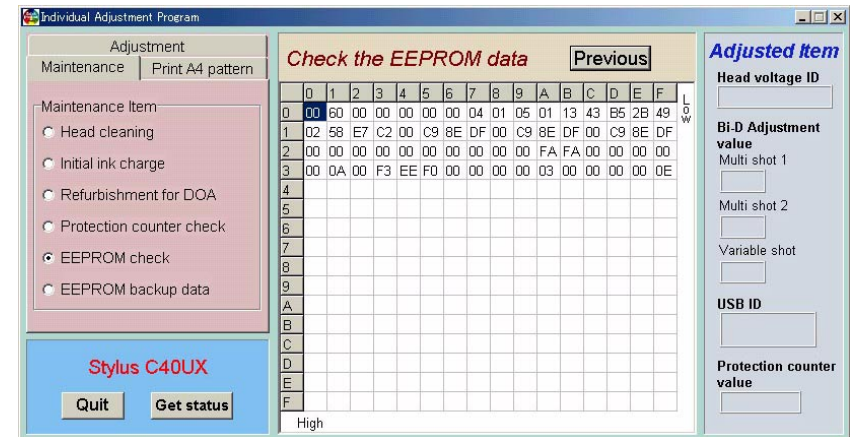 Individual Adjustment Program
Adjustment
Maintenance Print A4 pattern
Maintenance Item
Head cleaning
Initial ink charge
Refurbishment for DOA
Protection counter check
EEPROM check
EEPROM backup data
Stylus C40UX
Quit Get status
Check the EEPROM data Previous
0 1 2 3 4 5 6 7 8 9 A B C D E F
0 00 60 00 00 00 00 00 04 01 05 01 13 43 B5 2B 49
1 02 58 E7 C2 00 C9 8E DF 00 C9 8E DF 00 C9 8E DF
2 00 00 00 00 00 00 00 00 00 00 FA FA 00 00 00 00
3 00 0A 00 F3 EE F0 00 00 00 00 03 00 00 00 00 0E
4
5
6
7
8
9
A
B
C
D
E
F
High
Low
Adjusted Item
Head voltage ID
Bi-D Adjustment
value
Multi shot 1
Multi shot 2
Variable shot
USB ID
Protection counter
value